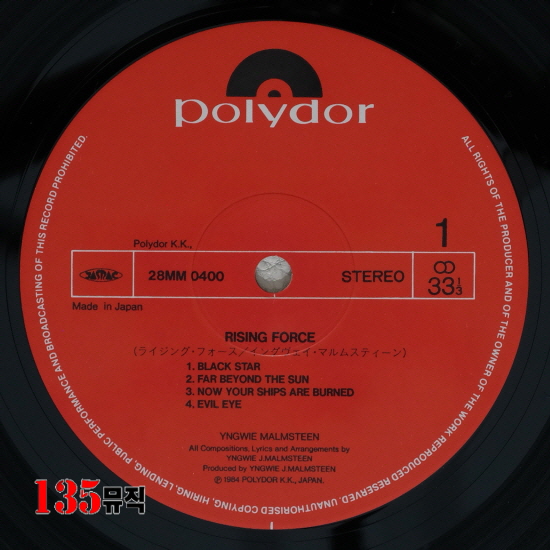 polydor
ALL RIGHTS OF THE PRODUCER AND OF THE OWNER OF THE WORK REPRODUCED RESERVED. UNAUTHORISED COPYING, HIRING, LENDING, PUBLIC PERFORMANCE AND BROADCASTING OF THIS RECORD PROHIBITED.
Polydor K.K.,
1
JASRAC
28MM 0400
STEREO
33 1/3
Made in Japan
RISING FORCE
(ライジング・フォース/イングヴェイ・マルムスティーン)
1. BLACK STAR
2. FAR BEYOND THE SUN
3. NOW YOUR SHIPS ARE BURNED
4. EVIL EYE
YNGWIE MALMSTEEN
All Compositions, Lyrics and Arrangements by
YNGWIE J.MALMSTEEN
Produced by YNGWIE J.MALMSTEEN
Ⓟ 1984 POLYDOR K.K., JAPAN.
135뮤직